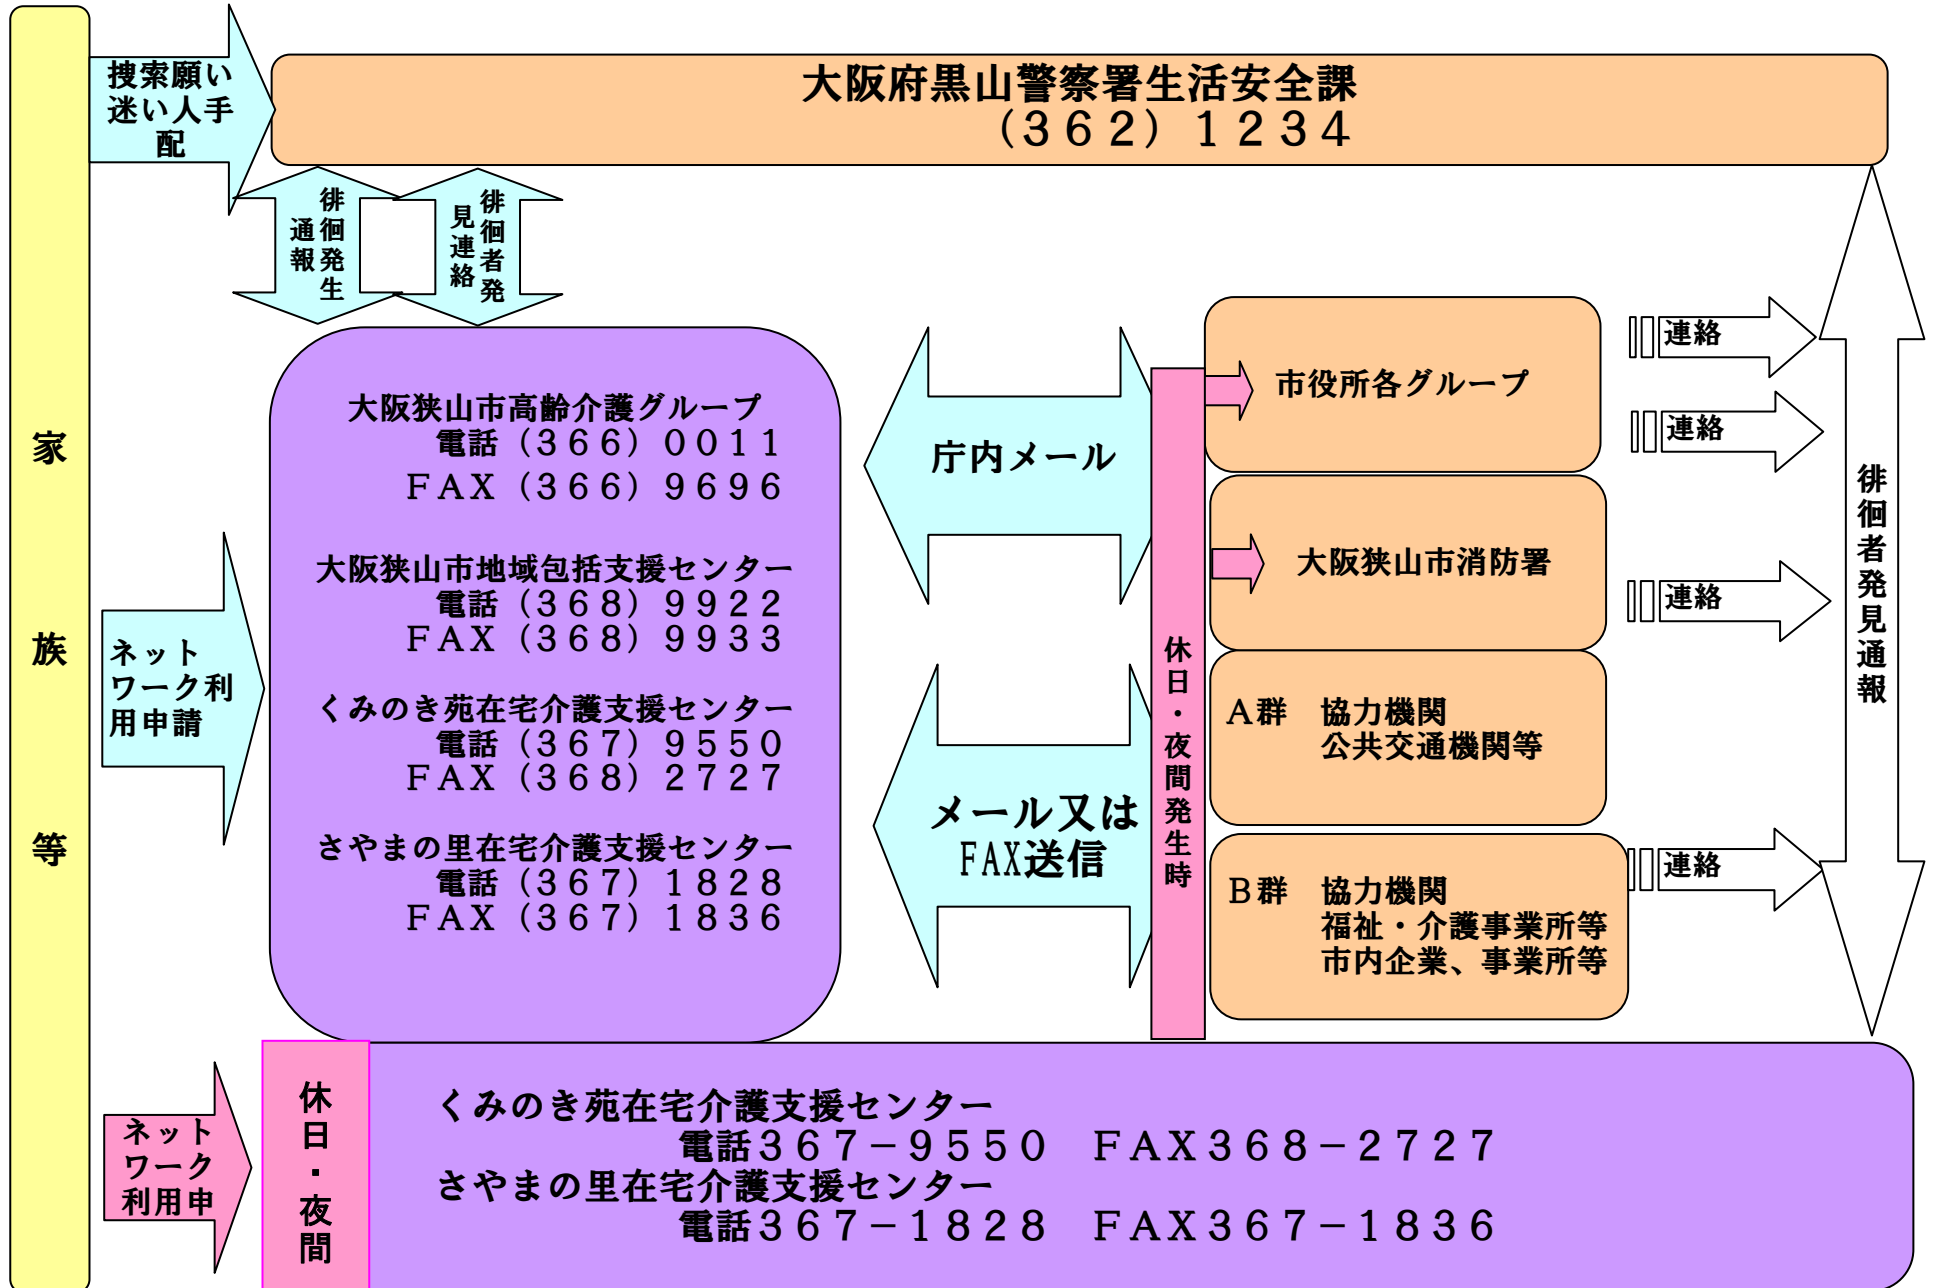 捜索願い
迷い人手
配
大阪府黒山警察署生活安全課
(３６２) １２３４
徘徊発生
通報
徘徊者発
見連絡
家族等
大阪狭山市高齢介護グループ
電話（３６６）００１１
ＦＡＸ（３６６）９６９６
大阪狭山市地域包括支援センター
電話（３６８）９９２２
ＦＡＸ（３６８）９９３３
くみのき苑在宅介護支援センター
電話（３６７）９５５０
ＦＡＸ（３６８）２７２７
さやまの里在宅介護支援センター
電話（３６７）１８２８
ＦＡＸ（３６７）１８３６
ネット
ワーク利
用申請
庁内メール
メール又は
FAX送信
休日・夜間発生時
市役所各グループ
大阪狭山市消防署
Ａ群　協力機関
公共交通機関等
Ｂ群　協力機関
福祉・介護事業所等
市内企業、事業所等
連絡
連絡
連絡
連絡
徘徊者発見通報
ネット
ワーク
利用申
休日・夜間
くみのき苑在宅介護支援センター
電話３６７－９５５０　ＦＡＸ３６８－２７２７
さやまの里在宅介護支援センター
電話３６７－１８２８　ＦＡＸ３６７－１８３６